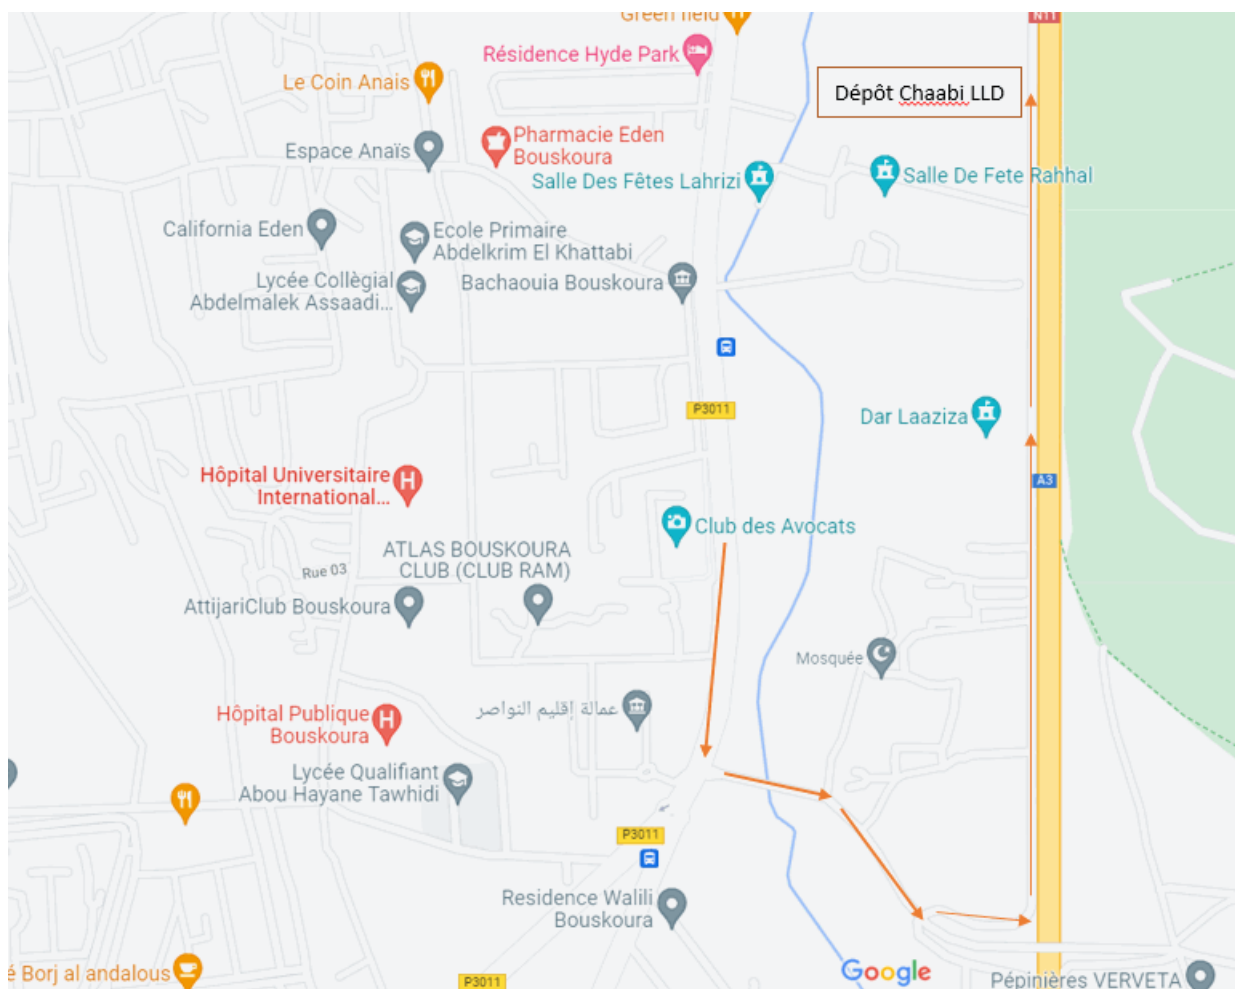 Green field
N11
Résidence Hyde Park
Le Coin Anais
Dépôt Chaabi LLD
Pharmacie Eden
Bouskoura
Espace Anaïs
Salle Des Fêtes Lahrizi
Salle De Fete Rahhal
California Eden
Ecole Primaire
Abdelkrim El Khattabi
Lycée Collègial
Abdelmalek Assaadi...
Bachaouia Bouskoura
P3011
Dar Laaziza
Hôpital Universitaire
International...
A3
Club des Avocats
ATLAS BOUSKOURA
CLUB (CLUB RAM)
Rue 03
AttijariClub Bouskoura
Mosquée
عمالة إقليم النواصر
Hôpital Publique
Bouskoura
Lycée Qualifiant
Abou Hayane Tawhidi
P3011
Residence Walili
Bouskoura
é Borj al andalous
P3011
Google
Pépinières VERVETA